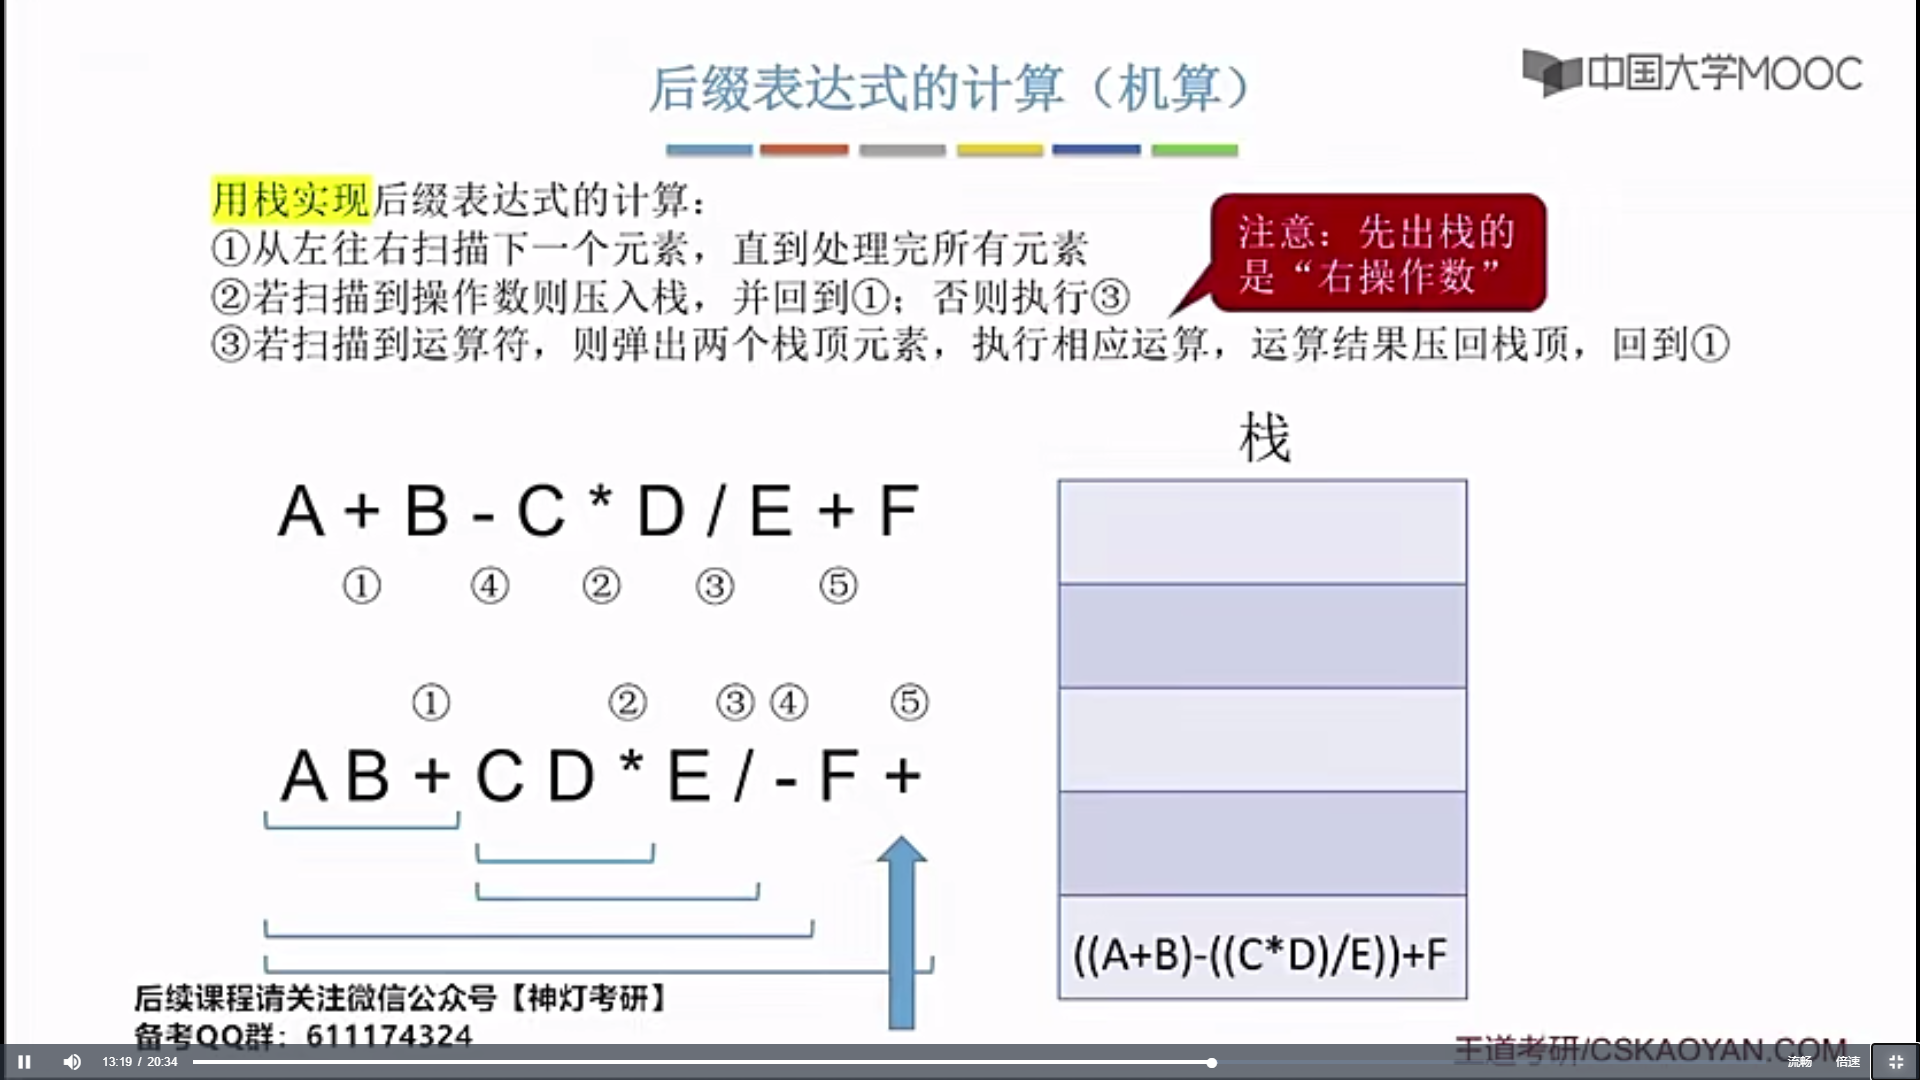 后缀表达式的计算（机算）
中国大学MOOC
用栈实现后缀表达式的计算：
①从左往右扫描下一个元素，直到处理完所有元素
②若扫描到操作数则压入栈，并回到①；否则执行③
③若扫描到运算符，则弹出两个栈顶元素，执行相应运算，运算结果压回栈顶，回到①
注意：先出栈的
是“右操作数”
栈
A + B - C * D / E + F
① ④ ② ③ ⑤
① ② ③ ④ ⑤
A B + C D * E / - F +
((A+B)-((C*D)/E))+F
后续课程请关注微信公众号【神灯考研】
备考QQ群：611174324
王道考研/CSKAOYAN.COM
13:19 / 20:34
流畅
倍速